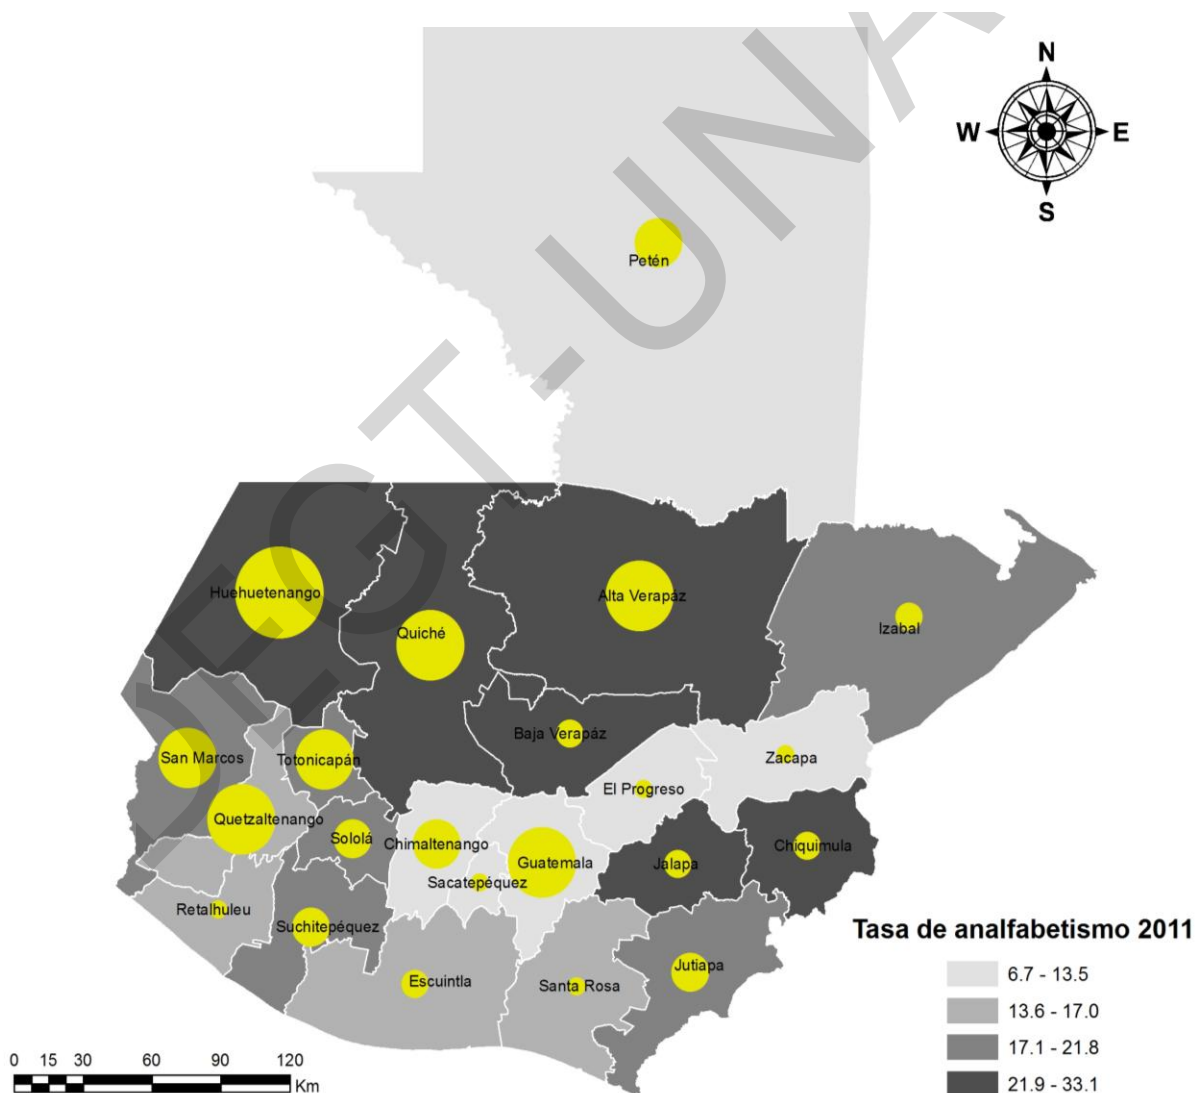 DEGT-UNA
N
W E
S
Petén
Huehuetenango
Quiché
Alta Verapáz
Izabal
Baja Verapáz
San Marcos
Totonicapán
Zacapa
El Progreso
Quetzaltenango
Sololá
Chimaltenango
Guatemala
Chiquimula
Jalapa
Sacatepéquez
Retalhuleu
Suchitepéquez
Jutiapa
Escuintla
Santa Rosa
Tasa de analfabetismo 2011
6.7 - 13.5
13.6 - 17.0
17.1 - 21.8
21.9 - 33.1
0 15 30 60 90 120
Km